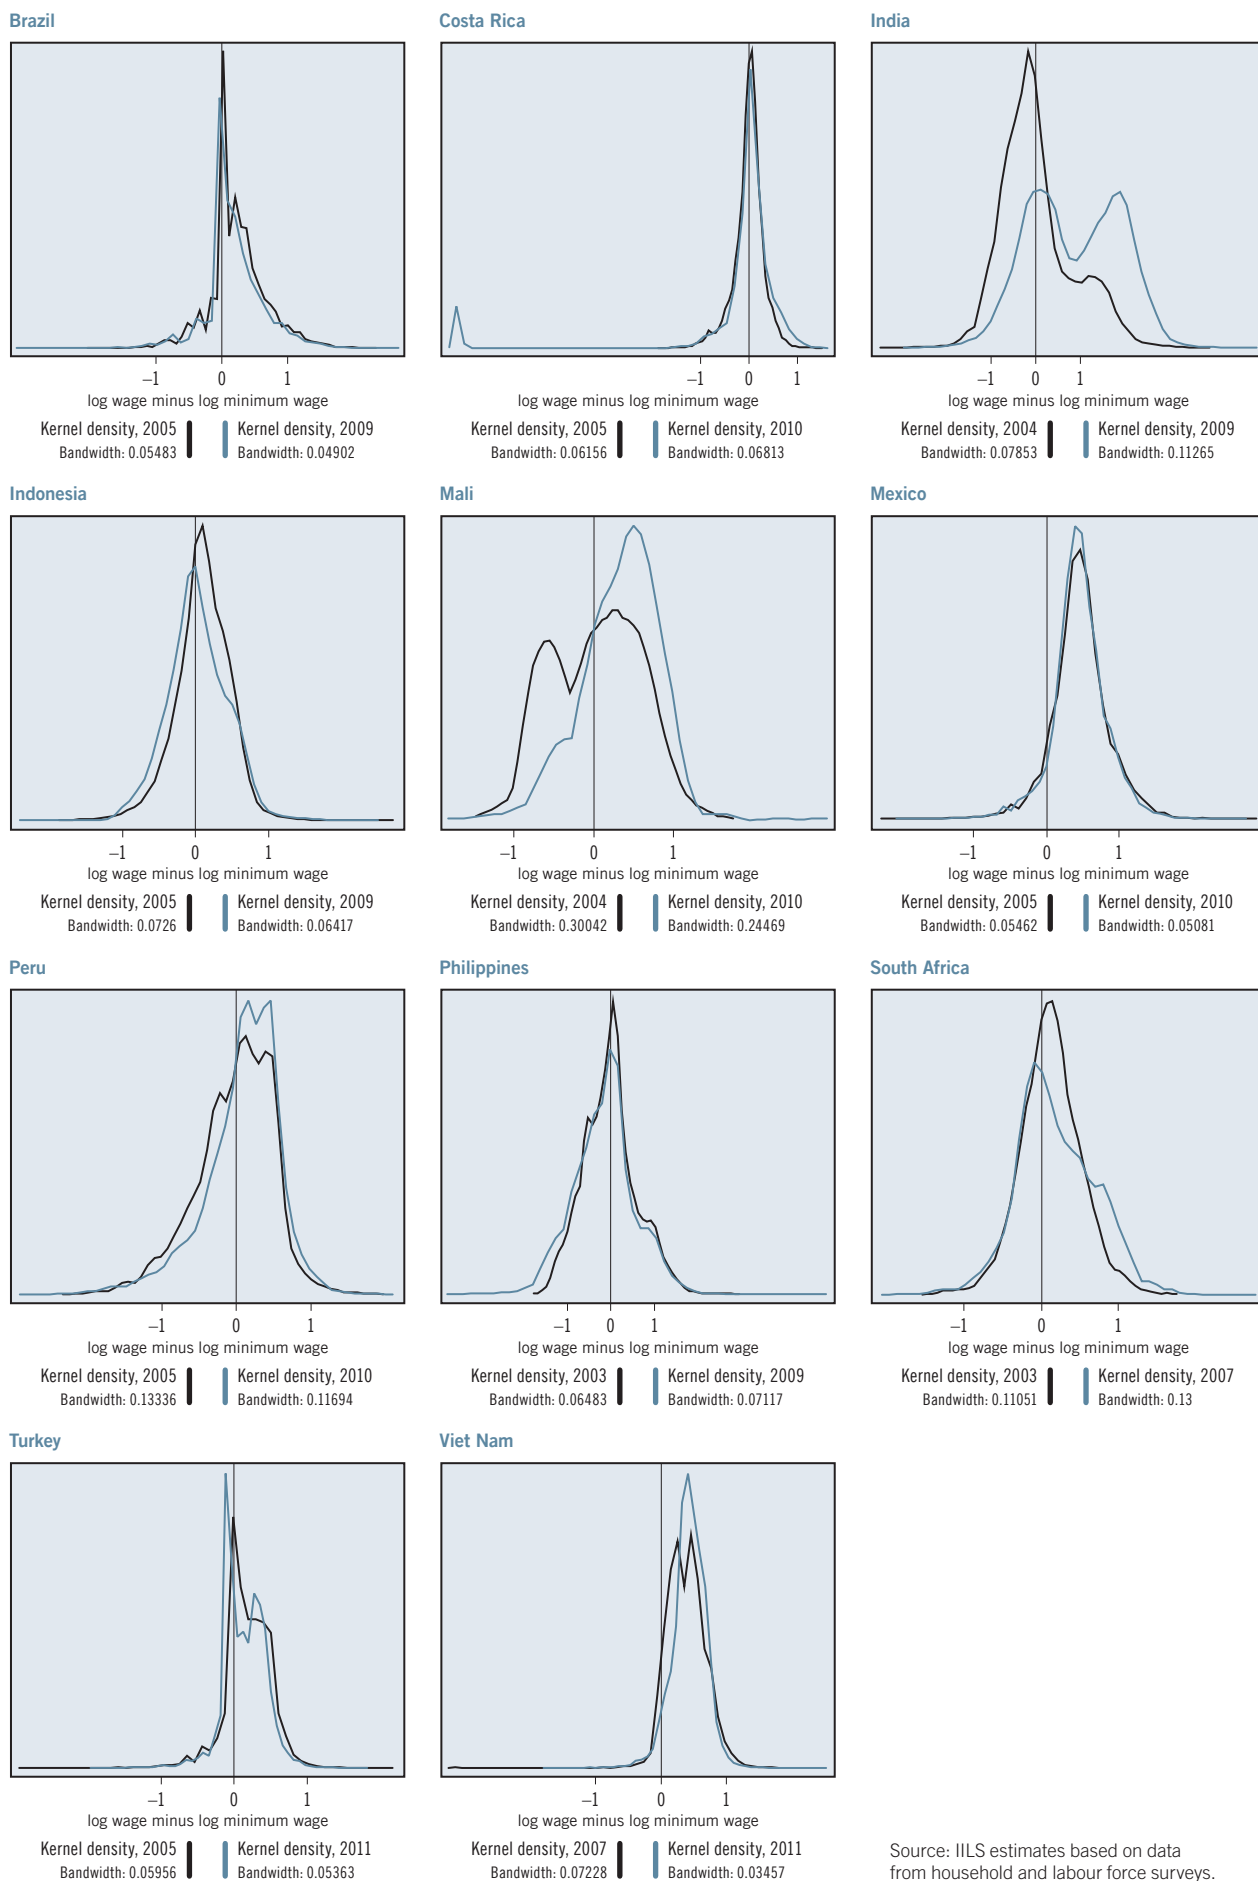 Brazil
−1 0 1
log wage minus log minimum wage
Kernel density, 2005 Kernel density, 2009
Bandwidth: 0.05483 Bandwidth: 0.04902
Costa Rica
−1 0 1
log wage minus log minimum wage
Kernel density, 2005 Kernel density, 2010
Bandwidth: 0.06156 Bandwidth: 0.06813
India
−1 0 1
log wage minus log minimum wage
Kernel density, 2004 Kernel density, 2009
Bandwidth: 0.07853 Bandwidth: 0.11265
Indonesia
−1 0 1
log wage minus log minimum wage
Kernel density, 2005 Kernel density, 2009
Bandwidth: 0.0726 Bandwidth: 0.06417
Mali
−1 0 1
log wage minus log minimum wage
Kernel density, 2004 Kernel density, 2010
Bandwidth: 0.30042 Bandwidth: 0.24469
Mexico
−1 0 1
log wage minus log minimum wage
Kernel density, 2005 Kernel density, 2010
Bandwidth: 0.05462 Bandwidth: 0.05081
Peru
−1 0 1
log wage minus log minimum wage
Kernel density, 2005 Kernel density, 2010
Bandwidth: 0.13336 Bandwidth: 0.11694
Philippines
−1 0 1
log wage minus log minimum wage
Kernel density, 2003 Kernel density, 2009
Bandwidth: 0.06483 Bandwidth: 0.07117
South Africa
−1 0 1
log wage minus log minimum wage
Kernel density, 2003 Kernel density, 2007
Bandwidth: 0.11051 Bandwidth: 0.13
Turkey
−1 0 1
log wage minus log minimum wage
Kernel density, 2005 Kernel density, 2011
Bandwidth: 0.05956 Bandwidth: 0.05363
Viet Nam
−1 0 1
log wage minus log minimum wage
Kernel density, 2007 Kernel density, 2011
Bandwidth: 0.07228 Bandwidth: 0.03457
Source: IILS estimates based on data
from household and labour force surveys.